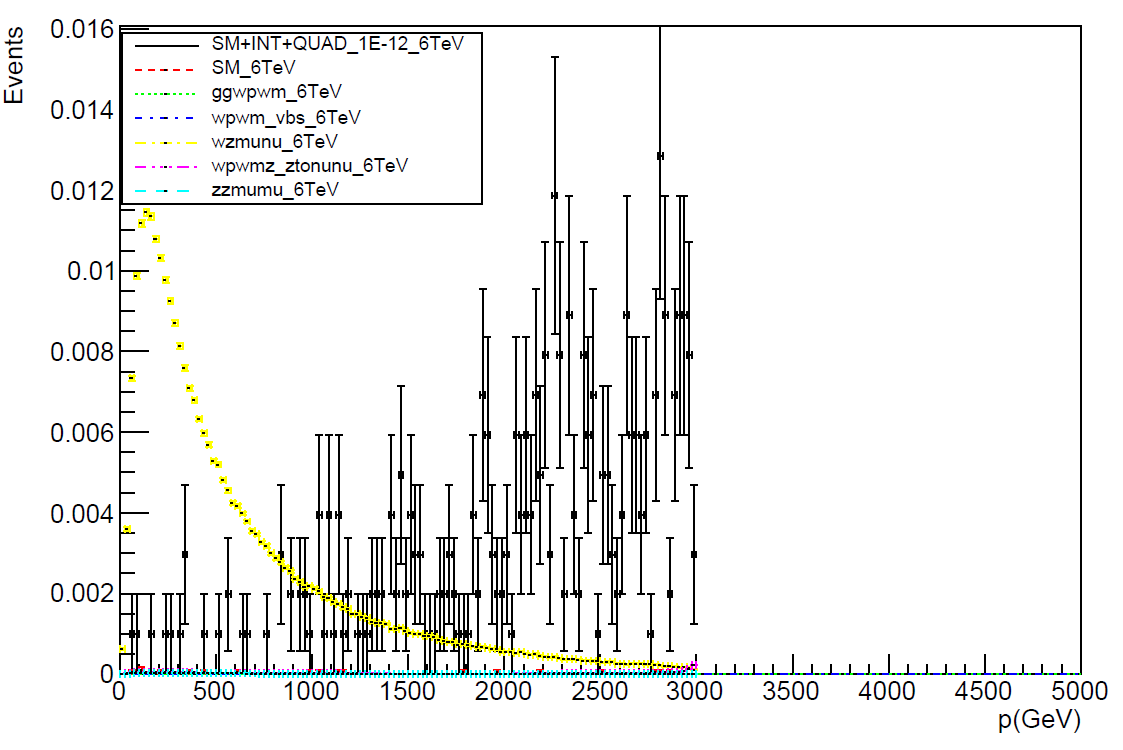 Events
0.016
0.014
0.012
0.01
0.008
0.006
0.004
0.002
0
SM+INT+QUAD_1E-12_6TeV
SM_6TeV
ggwpwm_6TeV
wpwm_vbs_6TeV
wzmunu_6TeV
wpwmz_ztonunu_6TeV
zzmumu_6TeV
0 500 1000 1500 2000 2500 3000 3500 4000 4500 5000
p(GeV)